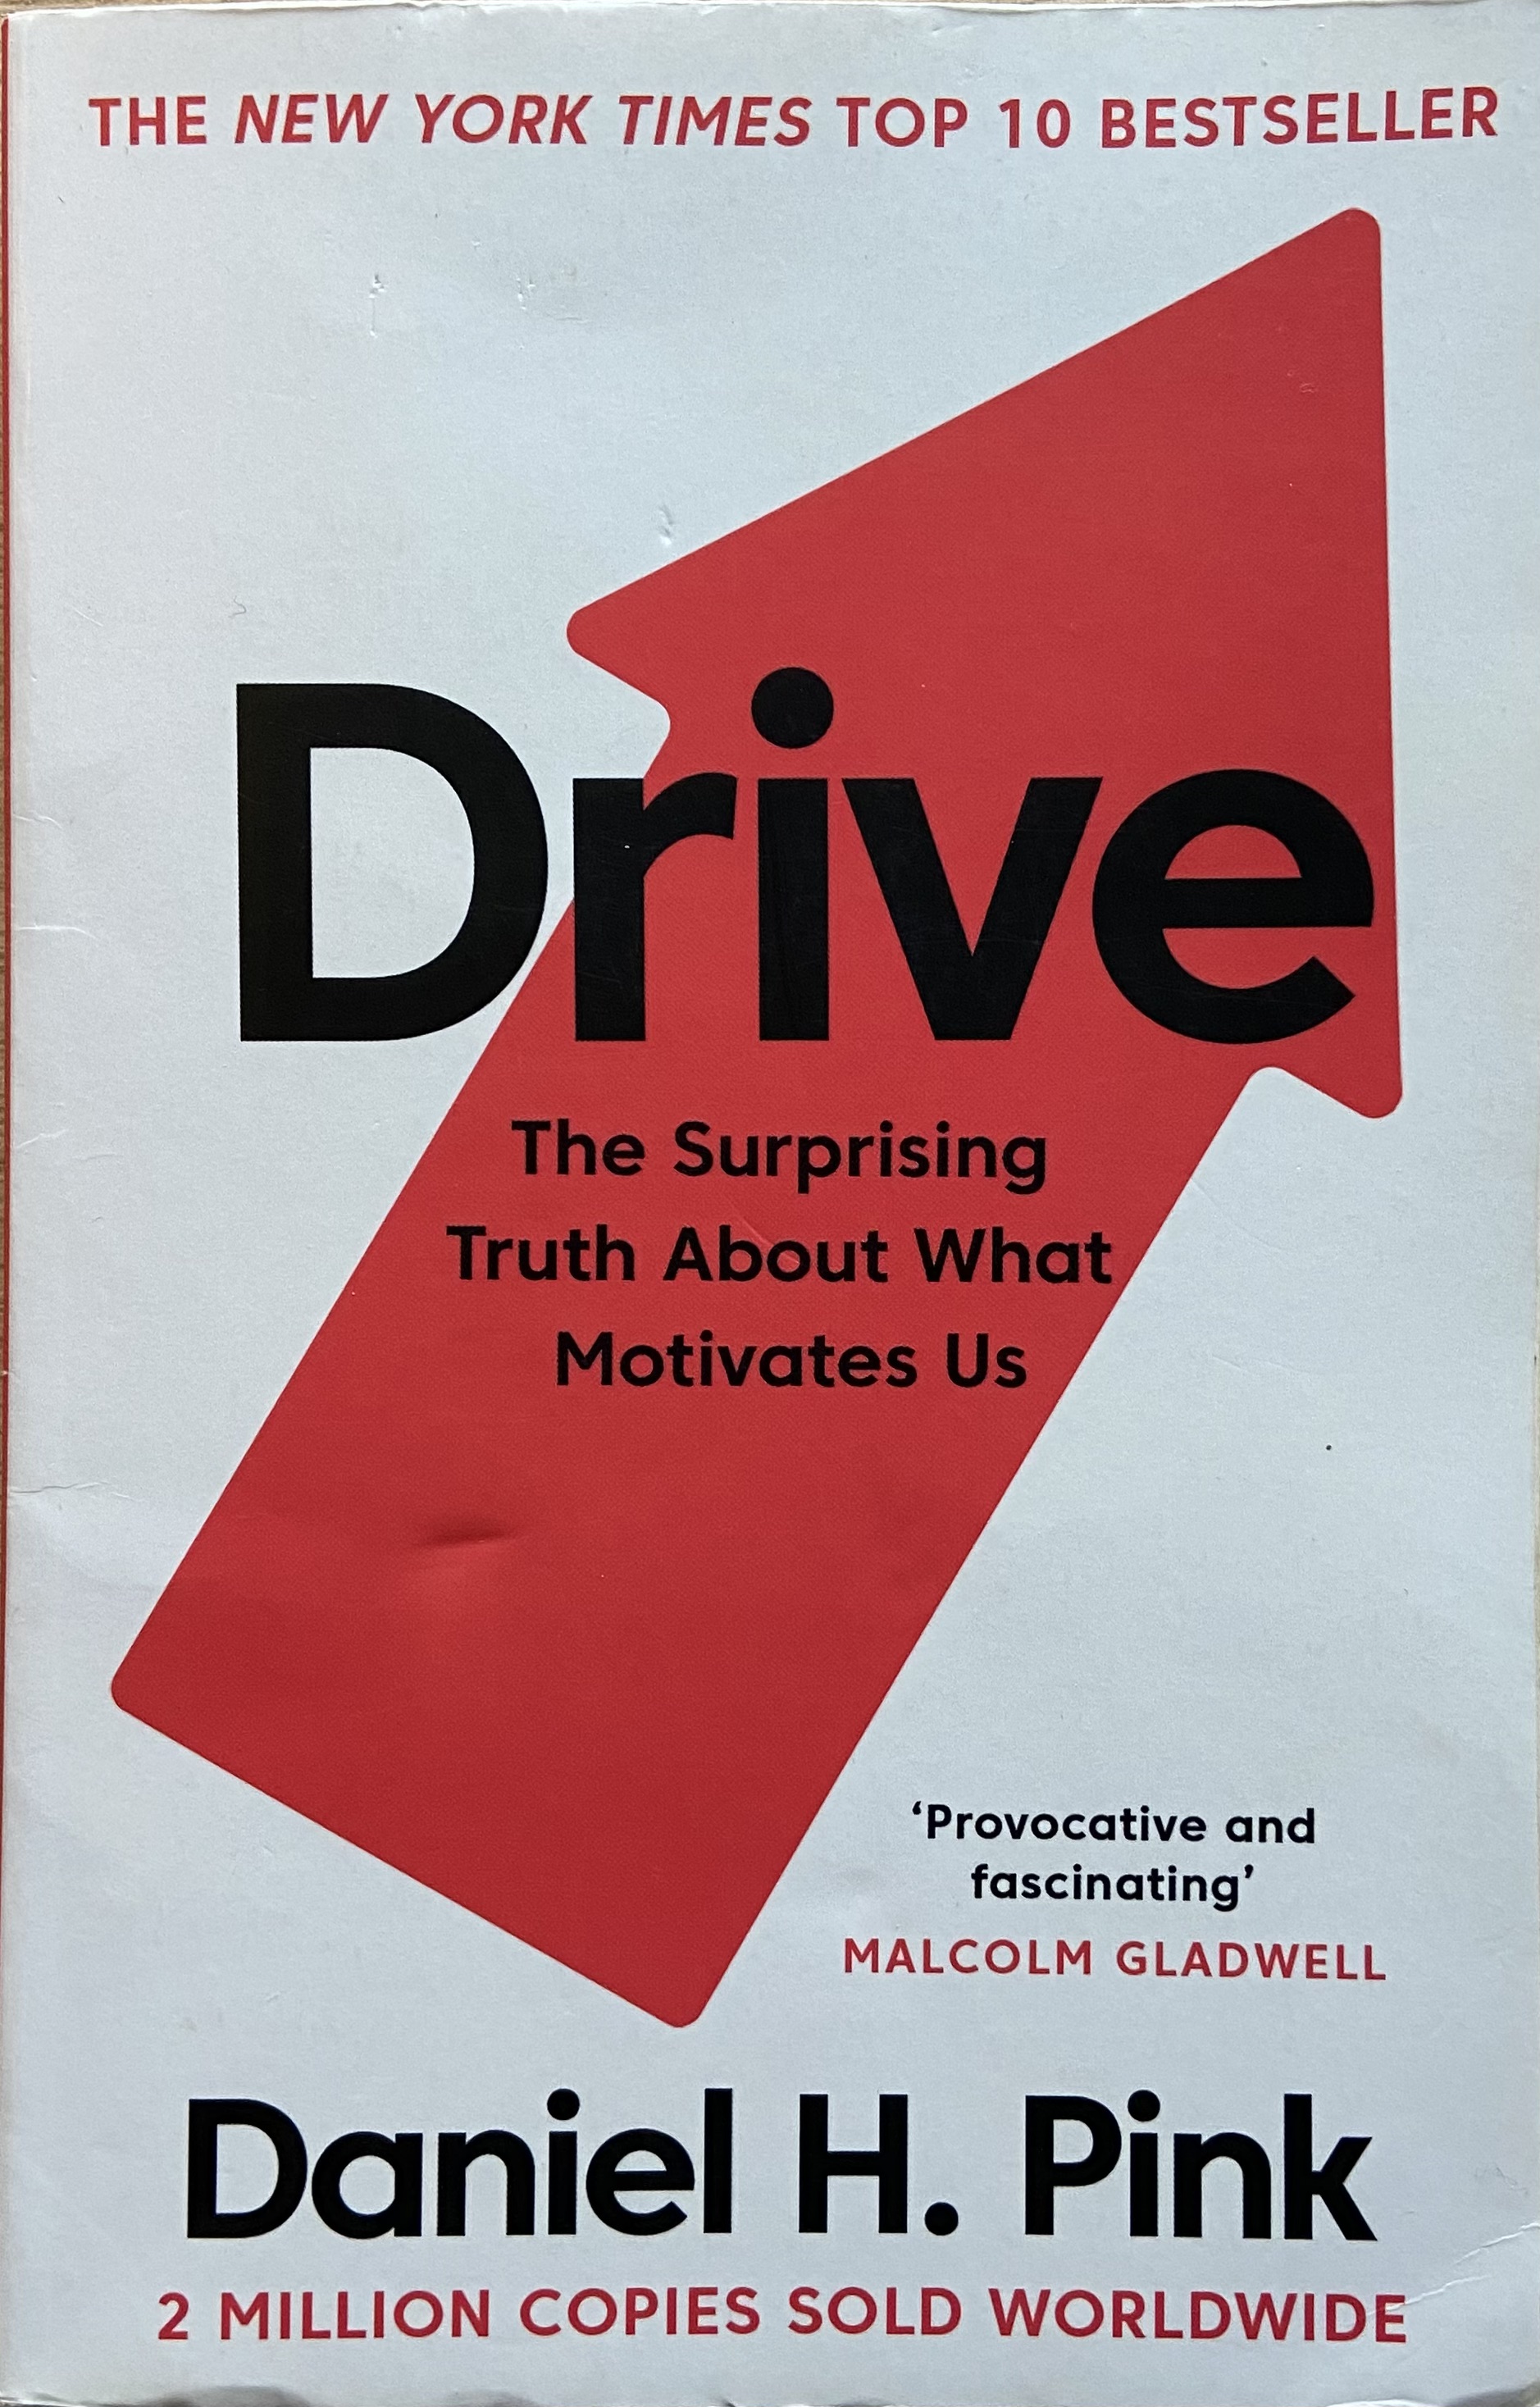 THE NEW YORK TIMES TOP 10 BESTSELLER
Drive
The Surprising
Truth About What
Motivates Us
‘Provocative and
fascinating’
MALCOLM GLADWELL
Daniel H. Pink
2 MILLION COPIES SOLD WORLDWIDE